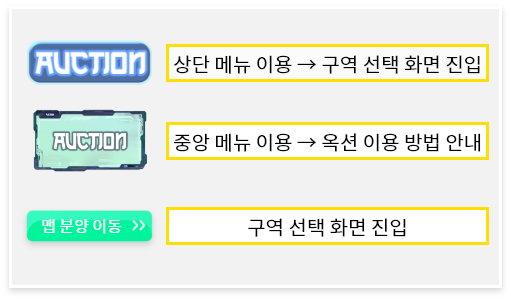 AUCTION
상단 메뉴 이용 → 구역 선택 화면 진입
AUCTION
중앙 메뉴 이용 → 옥션 이용 방법 안내
맵 분양 이동 >>
구역 선택 화면 진입